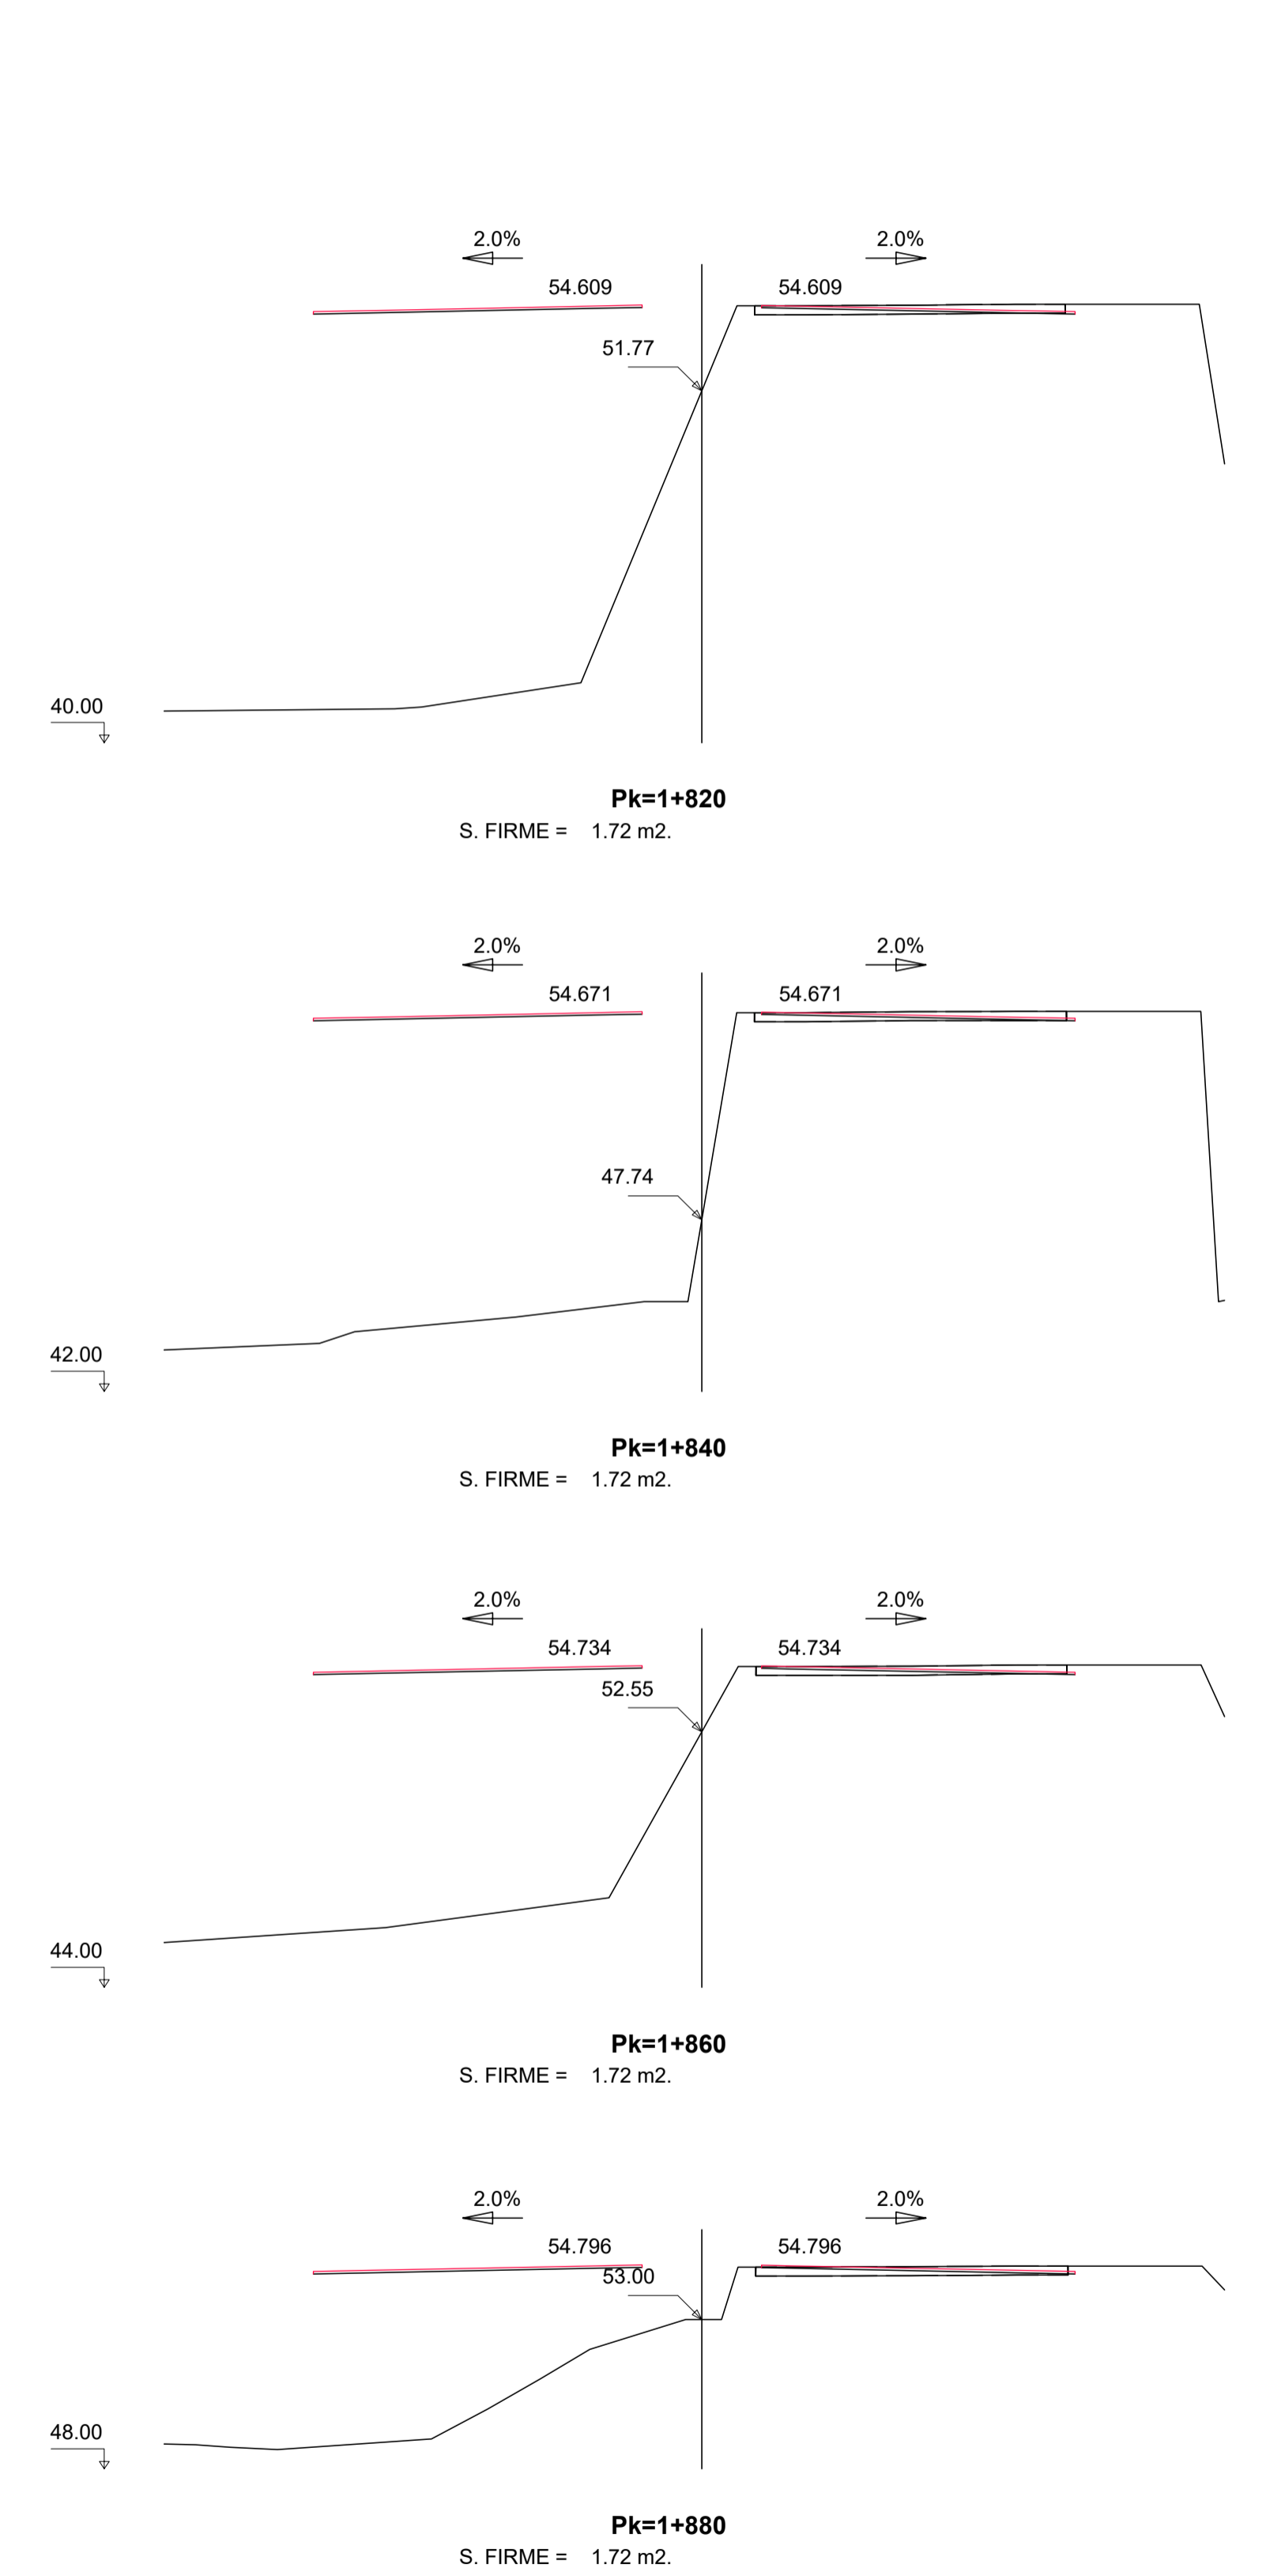 2.0% 2.0%
54.609 54.609
51.77
40.00
Pk=1+820
S. FIRME = 1.72 m2.
2.0% 2.0%
54.671 54.671
47.74
42.00
Pk=1+840
S. FIRME = 1.72 m2.
2.0% 2.0%
54.734 54.734
52.55
44.00
Pk=1+860
S. FIRME = 1.72 m2.
2.0% 2.0%
54.796 54.796
53.00
48.00
Pk=1+880
S. FIRME = 1.72 m2.